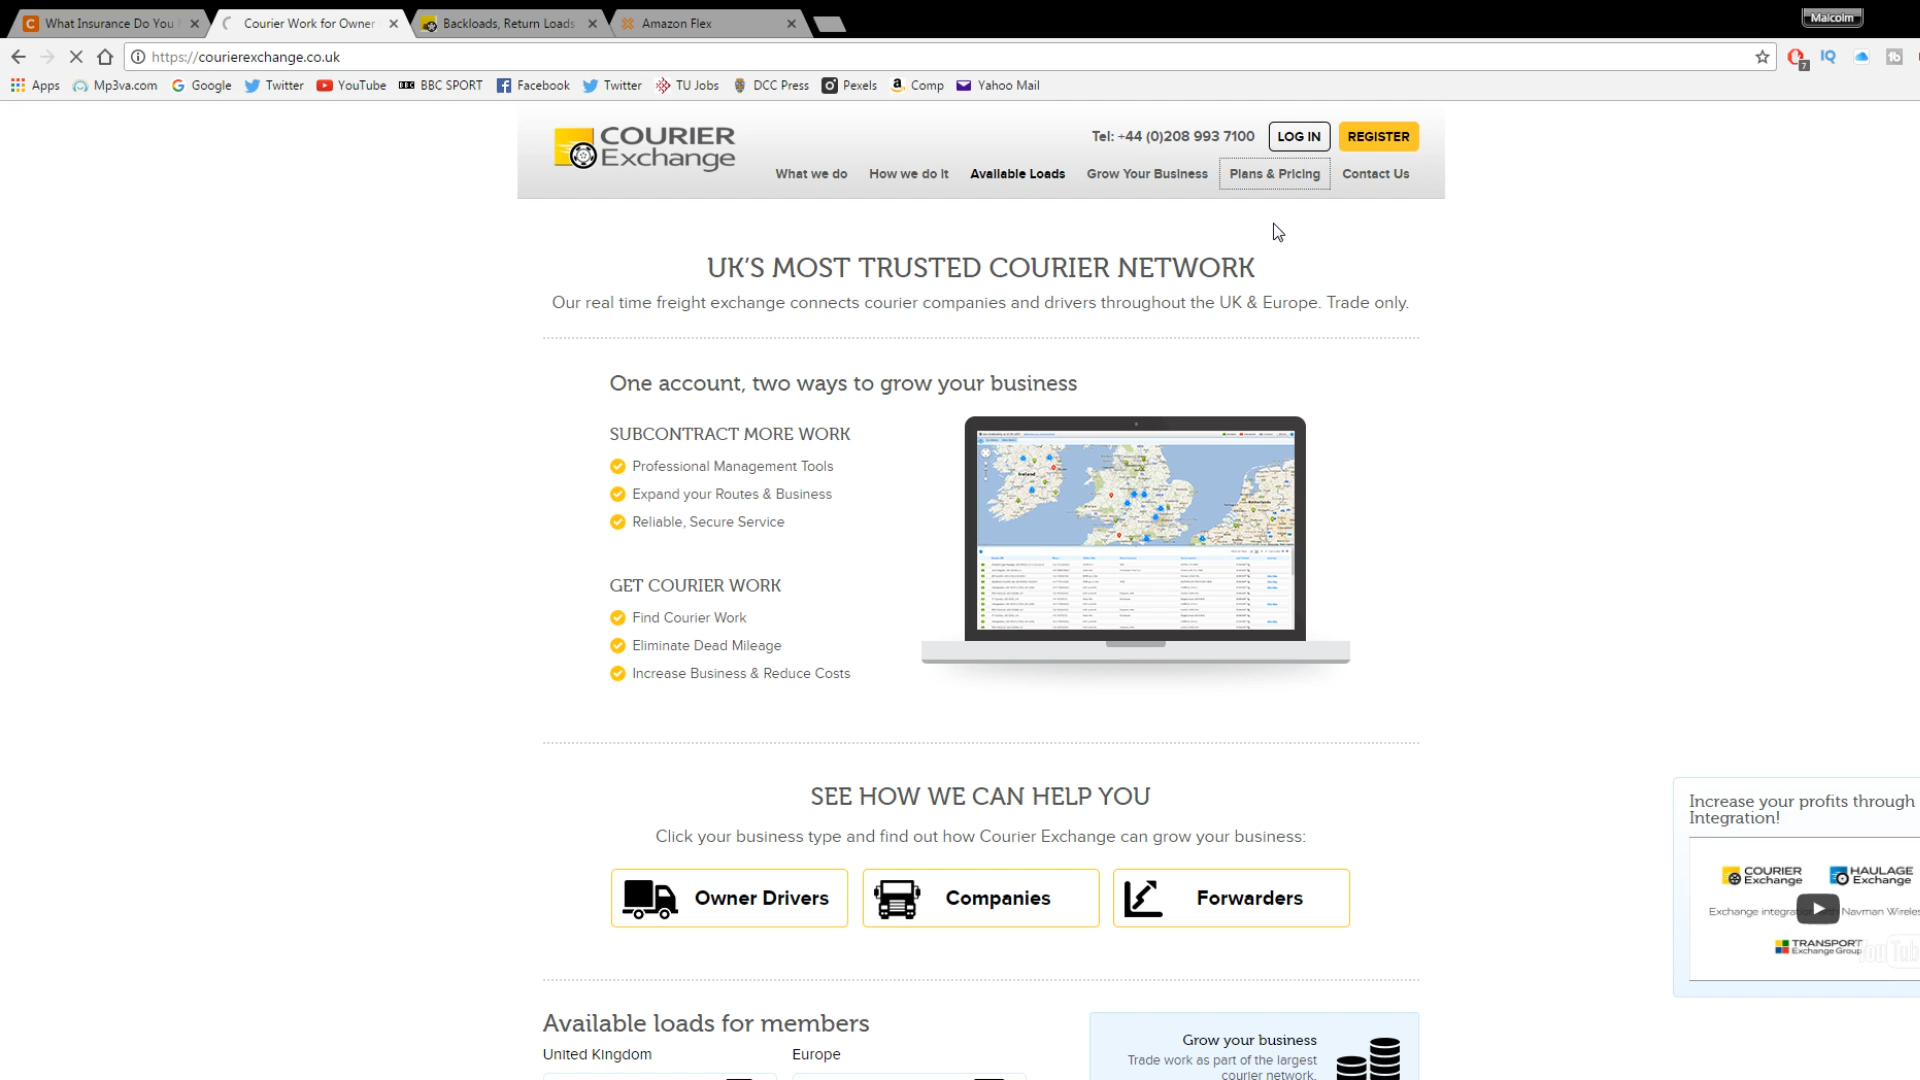 What Insurance Do You
Courier Work for Owner
Backloads, Return Loads
Amazon Flex
Malcolm
https://courierexchange.co.uk
7
IQ
Apps
Mp3va.com
Google
Twitter
YouTube
BBC SPORT
Facebook
Twitter
TU Jobs
DCC Press
Pexels
Comp
Yahoo Mail
COURIER
Exchange
Tel: +44 (0)208 993 7100
LOG IN
REGISTER
What we do
How we do it
Available Loads
Grow Your Business
Plans & Pricing
Contact Us
UK'S MOST TRUSTED COURIER NETWORK
Our real time freight exchange connects courier companies and drivers throughout the UK & Europe. Trade only.
One account, two ways to grow your business
SUBCONTRACT MORE WORK
Professional Management Tools
Expand your Routes & Business
Reliable, Secure Service
GET COURIER WORK
Find Courier Work
Eliminate Dead Mileage
Increase Business & Reduce Costs
SEE HOW WE CAN HELP YOU
Click your business type and find out how Courier Exchange can grow your business:
Owner Drivers
Companies
Forwarders
Increase your profits through
Integration!
COURIER
Exchange
HAULAGE
Exchange
Navman Wireles
TRANSPORT
Exchange Group
Available loads for members
United Kingdom
Europe
Grow your business
Trade work as part of the largest
courier network.